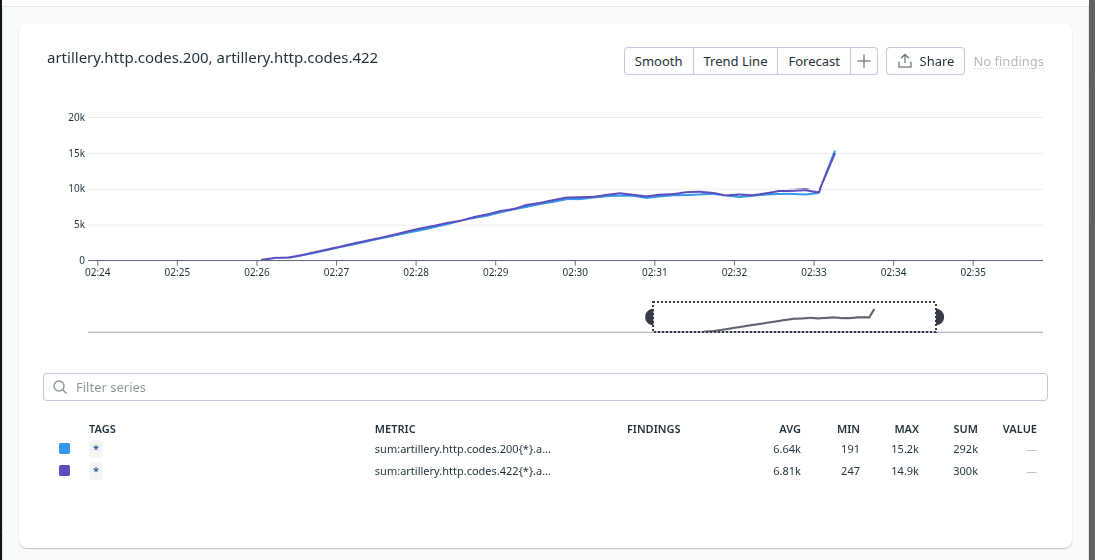 artillery.http.codes.200, artillery.http.codes.422
Smooth Trend Line Forecast Share No findings
20k
15k
10k
5k
0
02:24 02:25 02:26 02:27 02:28 02:29 02:30 02:31 02:32 02:33 02:34 02:35
Filter series
TAGS METRIC FINDINGS AVG MIN MAX SUM VALUE
* sum:artillery.http.codes.200{*}.a... 6.64k 191 15.2k 292k —
* sum:artillery.http.codes.422{*}.a... 6.81k 247 14.9k 300k —